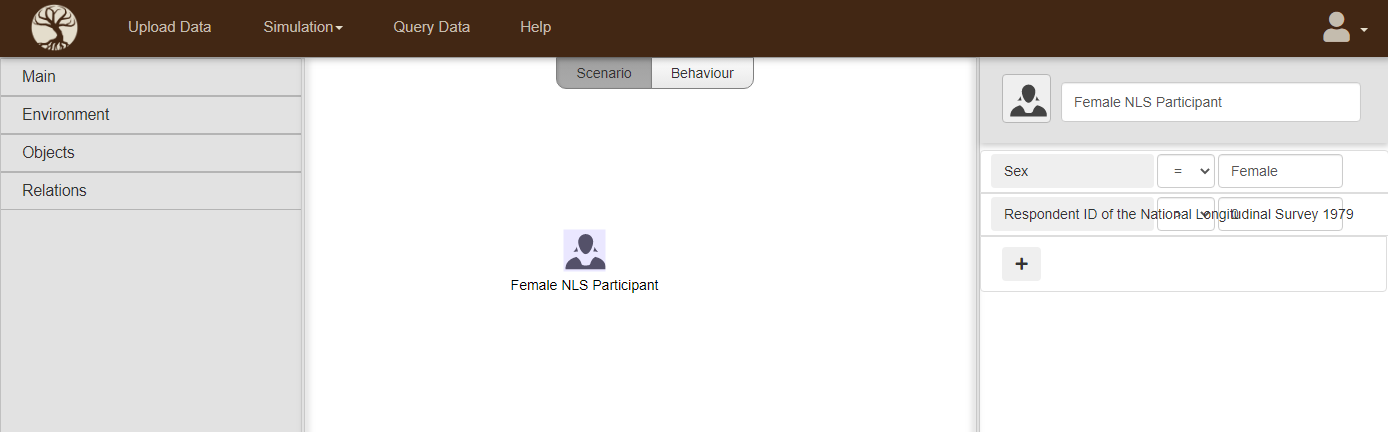 Upload Data Simulation Query Data Help
Main
Environment
Objects
Relations
Scenario Behaviour
Female NLS Participant
Female NLS Participant
Sex = Female
Respondent ID of the National Longitudinal Survey 1979 0
+